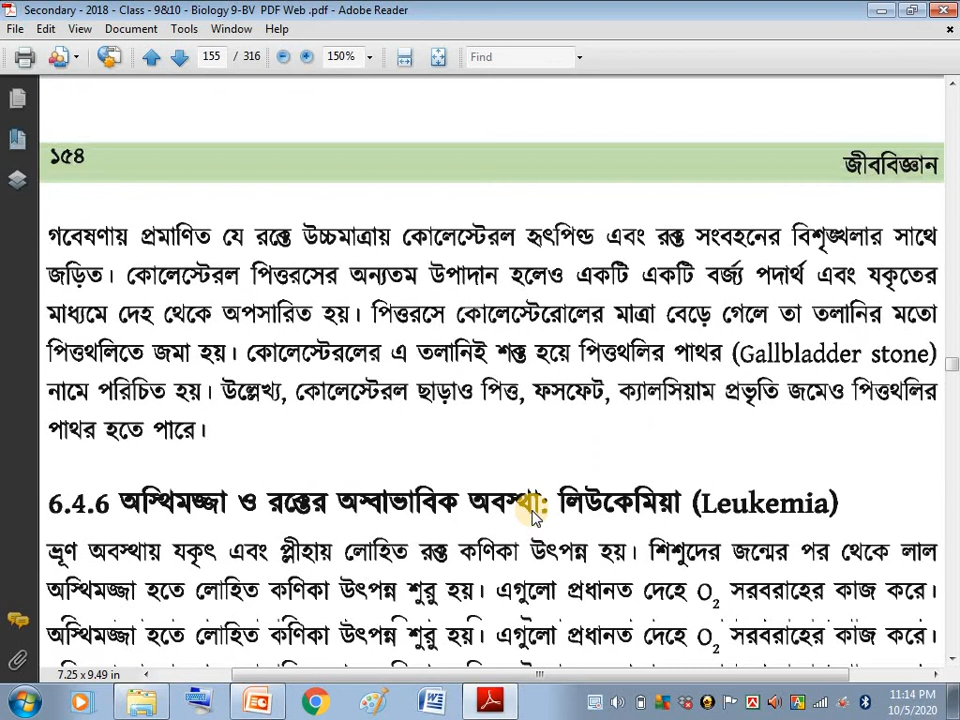 Secondary - 2018 - Class - 9&10 - Biology 9-BV PDF Web .pdf - Adobe Reader
File Edit View Document Tools Window Help
155 / 316 150% Find
১৫৪ জীববিজ্ঞান
গবেষণায় প্রমাণিত যে রক্তে উচ্চমাত্রায় কোলেস্টেরল হৃৎপিণ্ড এবং রক্ত সংবহনের বিশৃঙ্খলার সাথে
জড়িত। কোলেস্টেরল পিত্তরসের অন্যতম উপাদান হলেও একটি একটি বর্জ্য পদার্থ এবং যকৃতের
মাধ্যমে দেহ থেকে অপসারিত হয়। পিত্তরসে কোলেস্টেরোলের মাত্রা বেড়ে গেলে তা তলানির মতো
পিত্তথলিতে জমা হয়। কোলেস্টেরলের এ তলানিই শক্ত হয়ে পিত্তথলির পাথর (Gallbladder stone)
নামে পরিচিত হয়। উল্লেখ্য, কোলেস্টেরল ছাড়াও পিত্ত, ফসফেট, ক্যালসিয়াম প্রভৃতি জমেও পিত্তথলির
পাথর হতে পারে।
6.4.6 অস্থিমজ্জা ও রক্তের অস্বাভাবিক অবস্থা: লিউকেমিয়া (Leukemia)
ভ্রূণ অবস্থায় যকৃৎ এবং প্লীহায় লোহিত রক্ত কণিকা উৎপন্ন হয়। শিশুদের জন্মের পর থেকে লাল
অস্থিমজ্জা হতে লোহিত কণিকা উৎপন্ন শুরু হয়। এগুলো প্রধানত দেহে O₂ সরবরাহের কাজ করে।
অস্থিমজ্জা হতে লোহিত কণিকা উৎপন্ন শুরু হয়। এগুলো প্রধানত দেহে O₂ সরবরাহের কাজ করে।
7.25 x 9.49 in
11:14 PM
10/5/2020